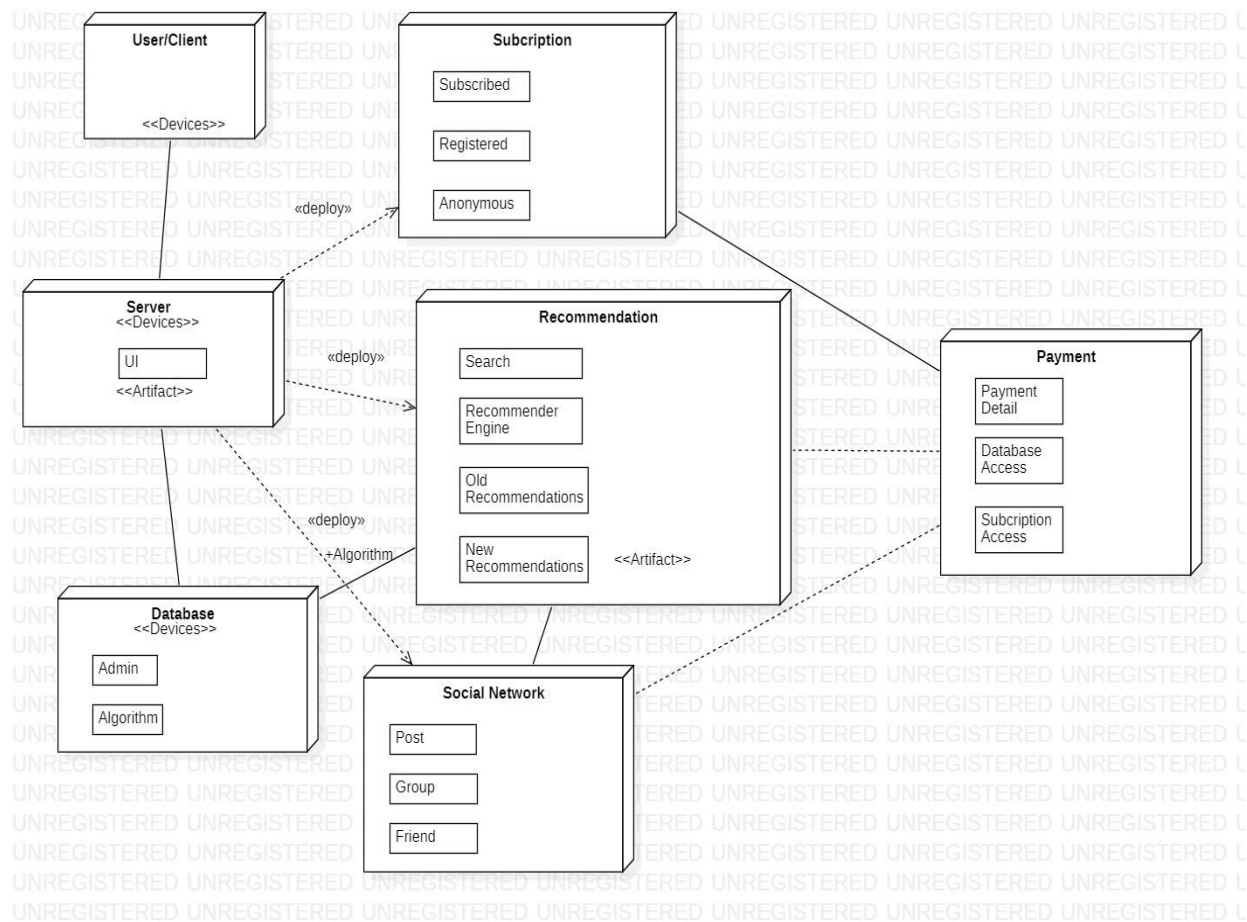 User/Client
<<Devices>>
Subcription
Subscribed
Registered
Anonymous
«deploy»
Server
<<Devices>>
UI
<<Artifact>>
«deploy»
Recommendation
Search
Recommender
Engine
Old
Recommendations
New
Recommendations
<<Artifact>>
Payment
Payment
Detail
Database
Access
Subcription
Access
«deploy»
+Algorithm
Database
<<Devices>>
Admin
Algorithm
Social Network
Post
Group
Friend
UNREGISTERED